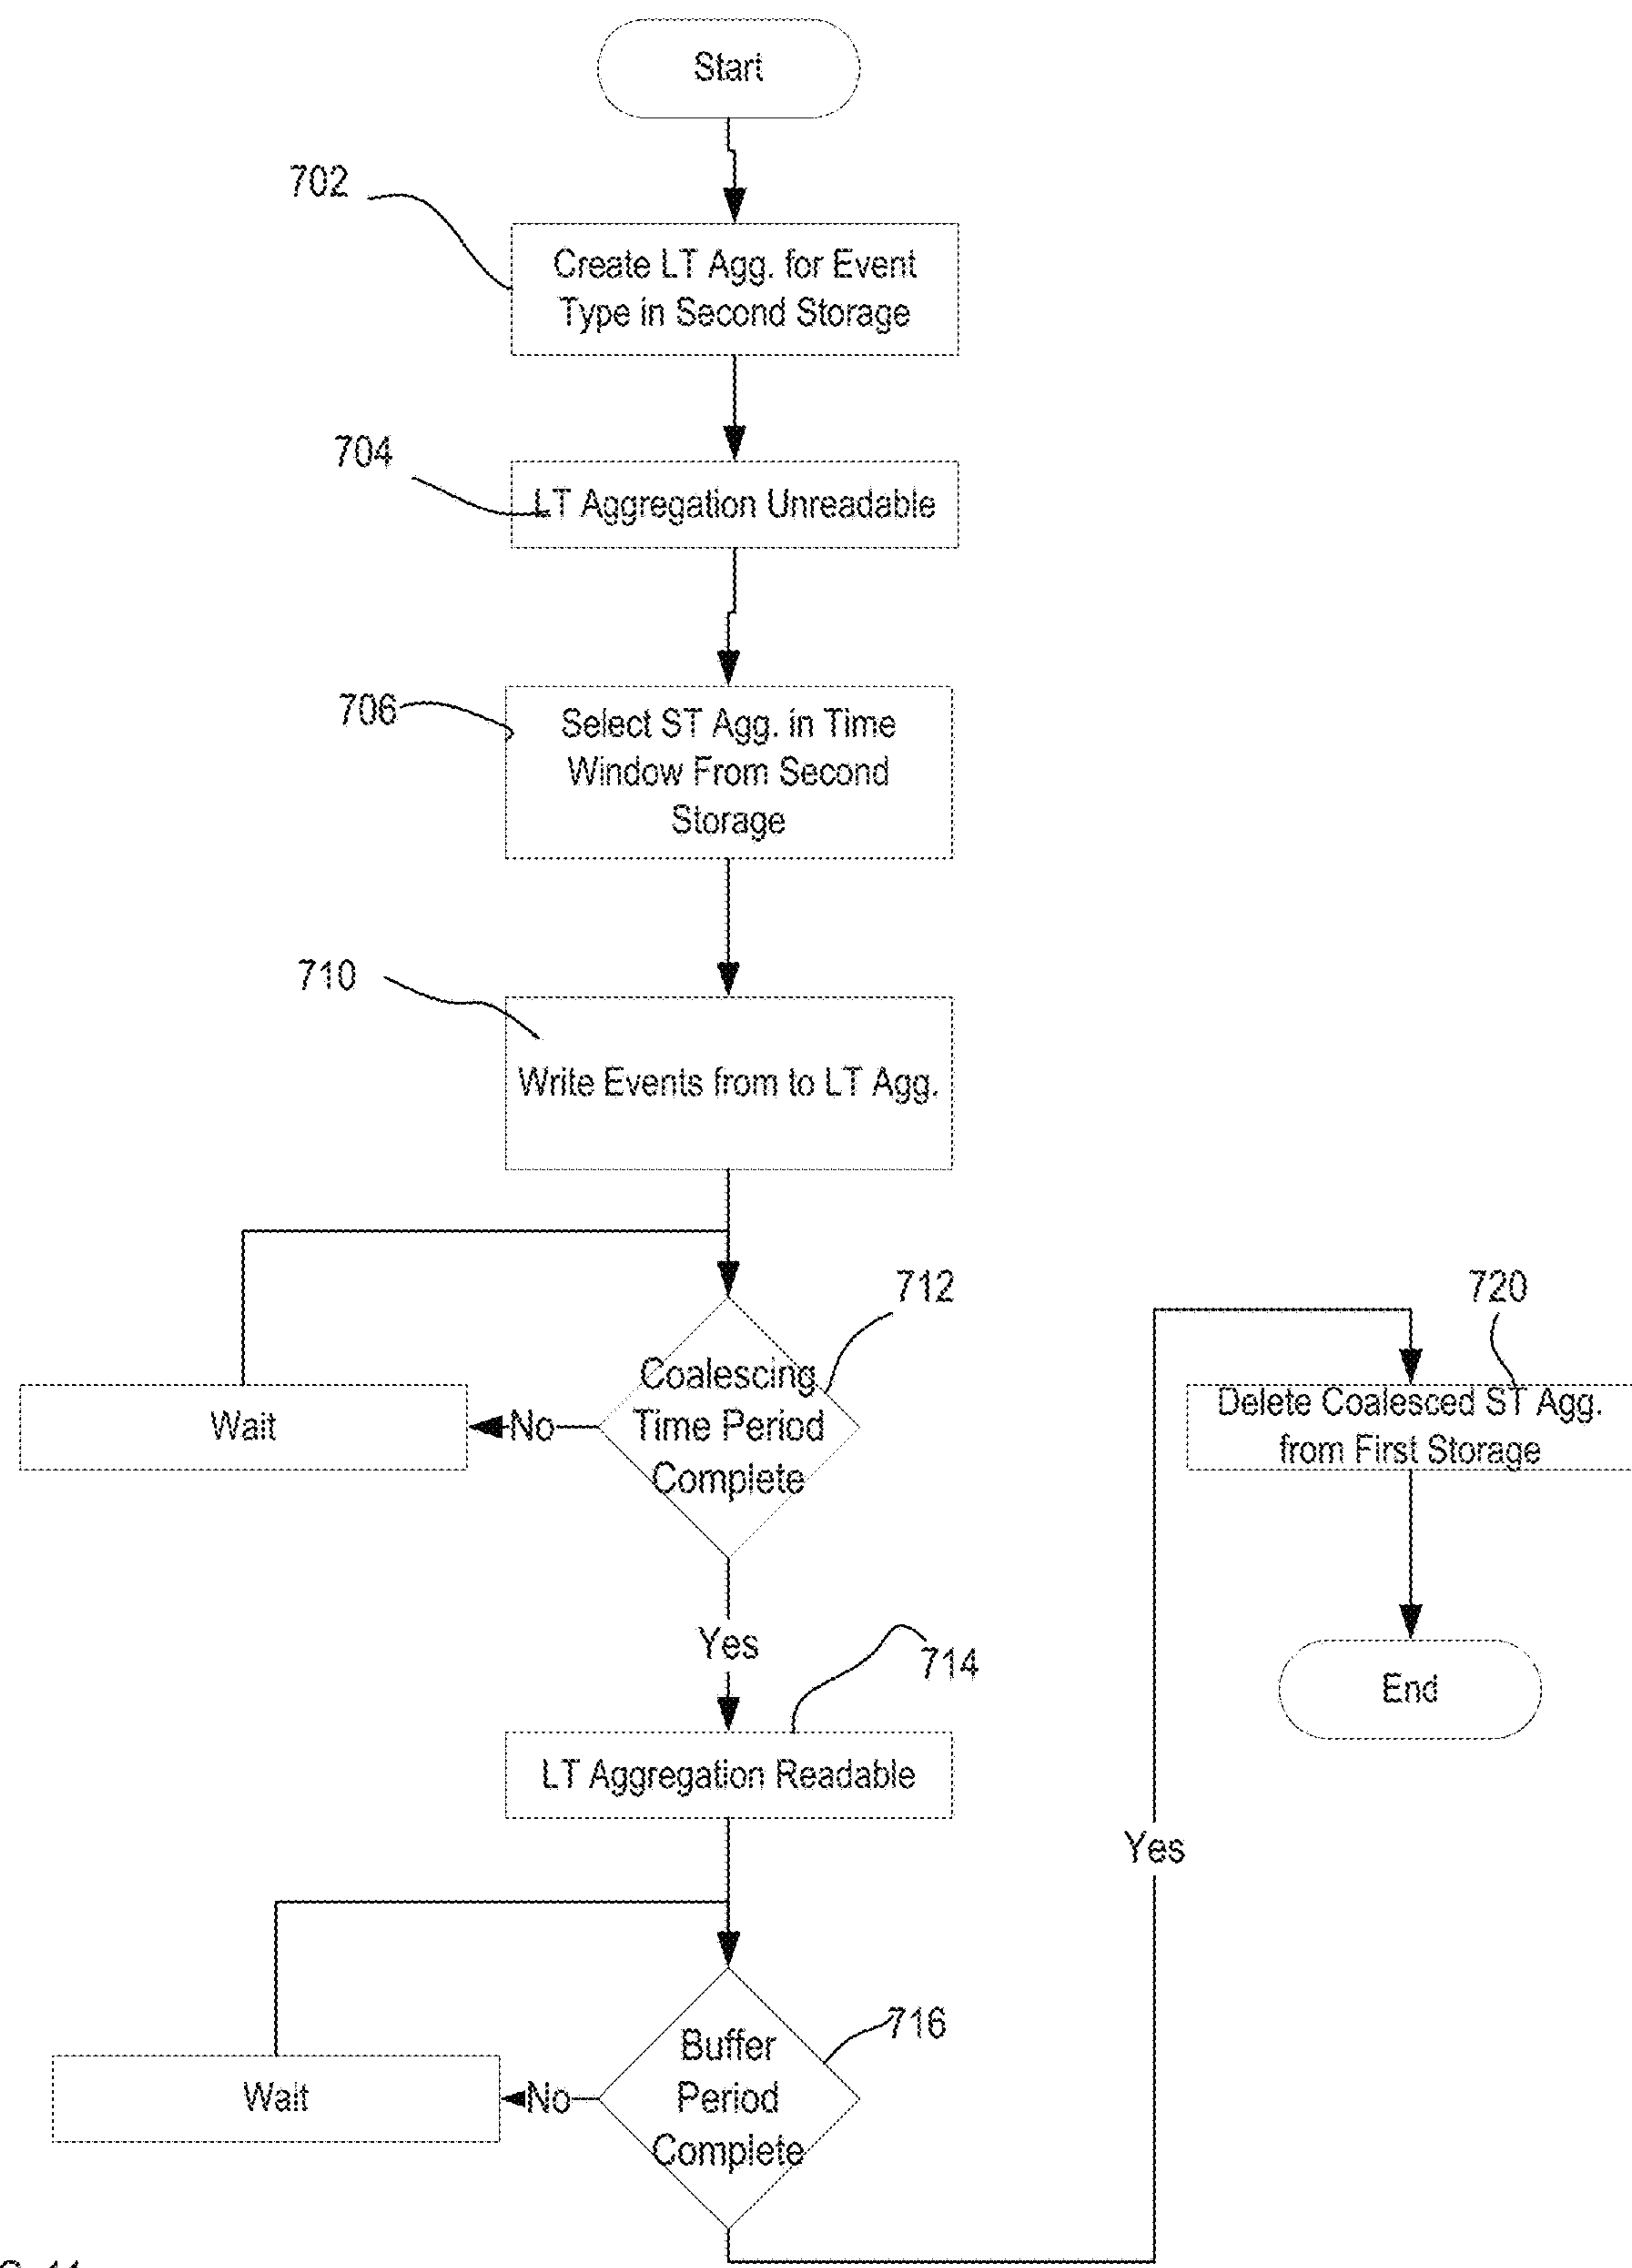 Start
702
Create LT Agg. for Event
Type in Second Storage
704
LT Aggregation Unreadable
706
Select ST Agg. in Time
Window From Second
Storage
710
Write Events from to LT Agg.
712
Coalescing
Time Period
Complete
No
Wait
Yes
714
LT Aggregation Readable
716
Buffer
Period
Complete
No
Wait
Yes
720
Delete Coalesced ST Agg.
from First Storage
End